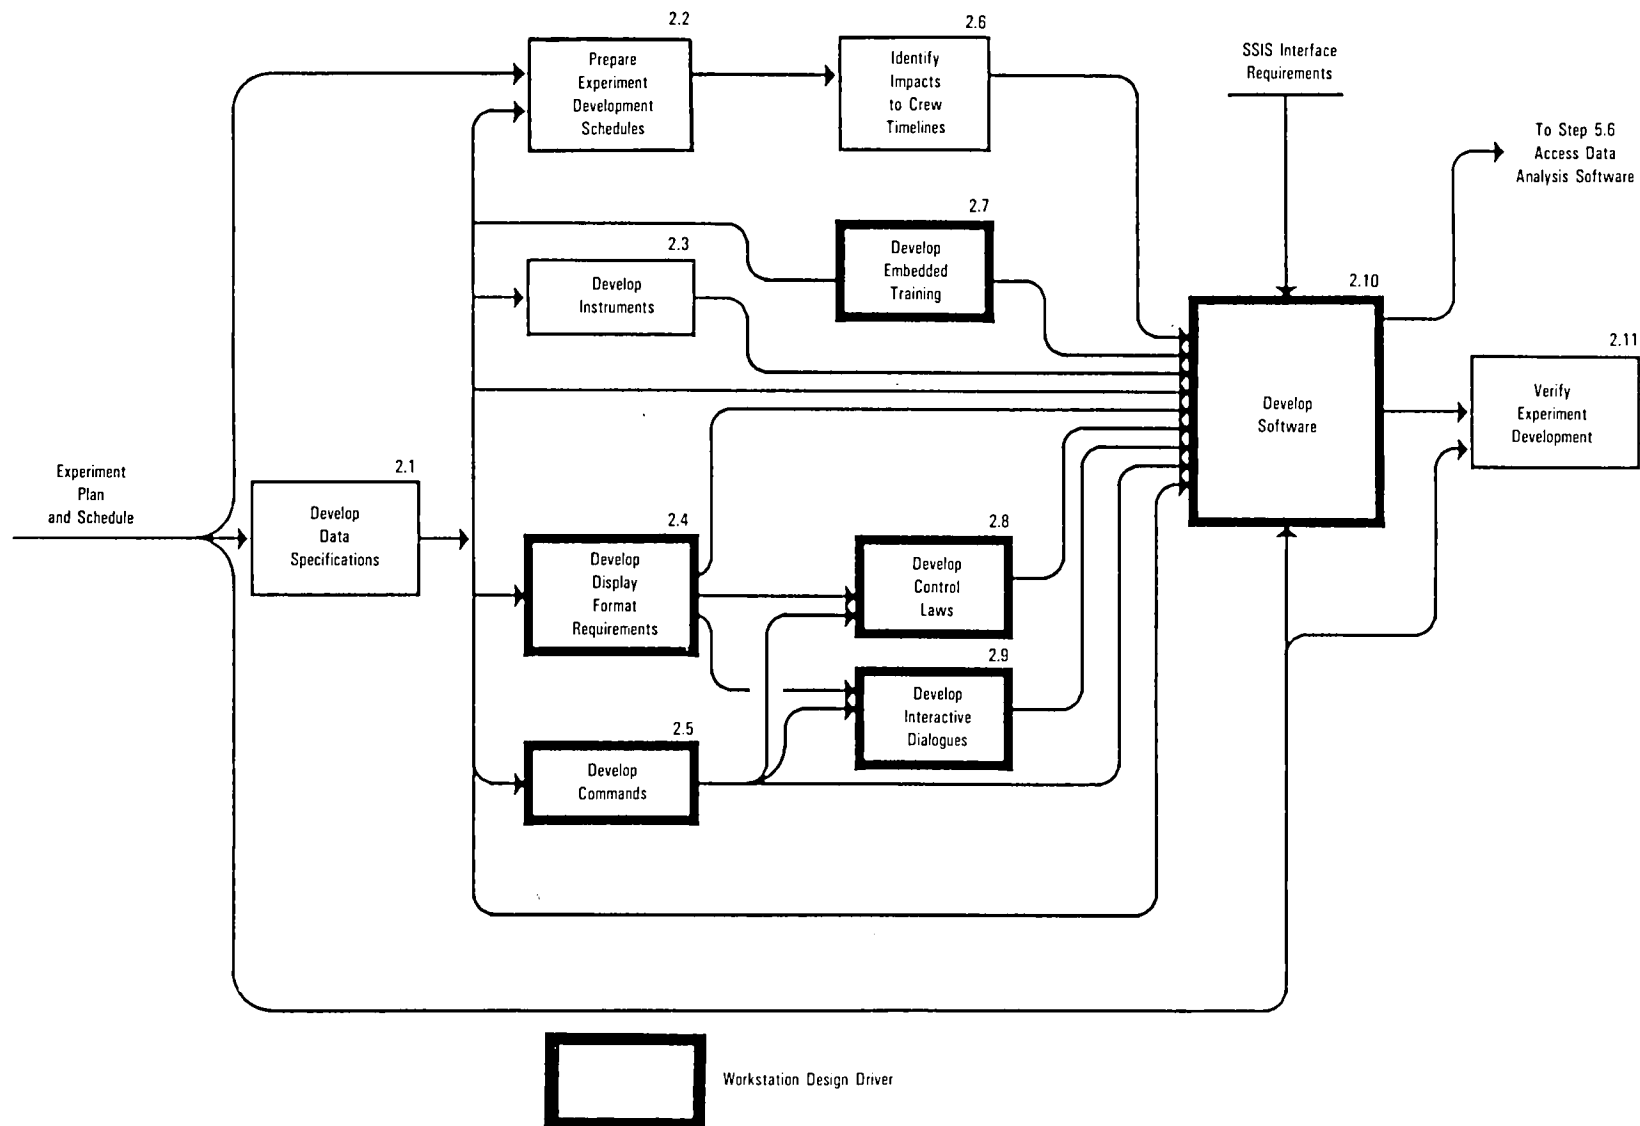 2.2
Prepare
Experiment
Development
Schedules
2.6
Identify
Impacts
to Crew
Timelines
SSIS Interface
Requirements
To Step 5.6
Access Data
Analysis Software
2.3
Develop
Instruments
2.7
Develop
Embedded
Training
2.10
Develop
Software
2.11
Verify
Experiment
Development
Experiment
Plan
and Schedule
2.1
Develop
Data
Specifications
2.4
Develop
Display
Format
Requirements
2.8
Develop
Control
Laws
2.9
Develop
Interactive
Dialogues
2.5
Develop
Commands
Workstation Design Driver